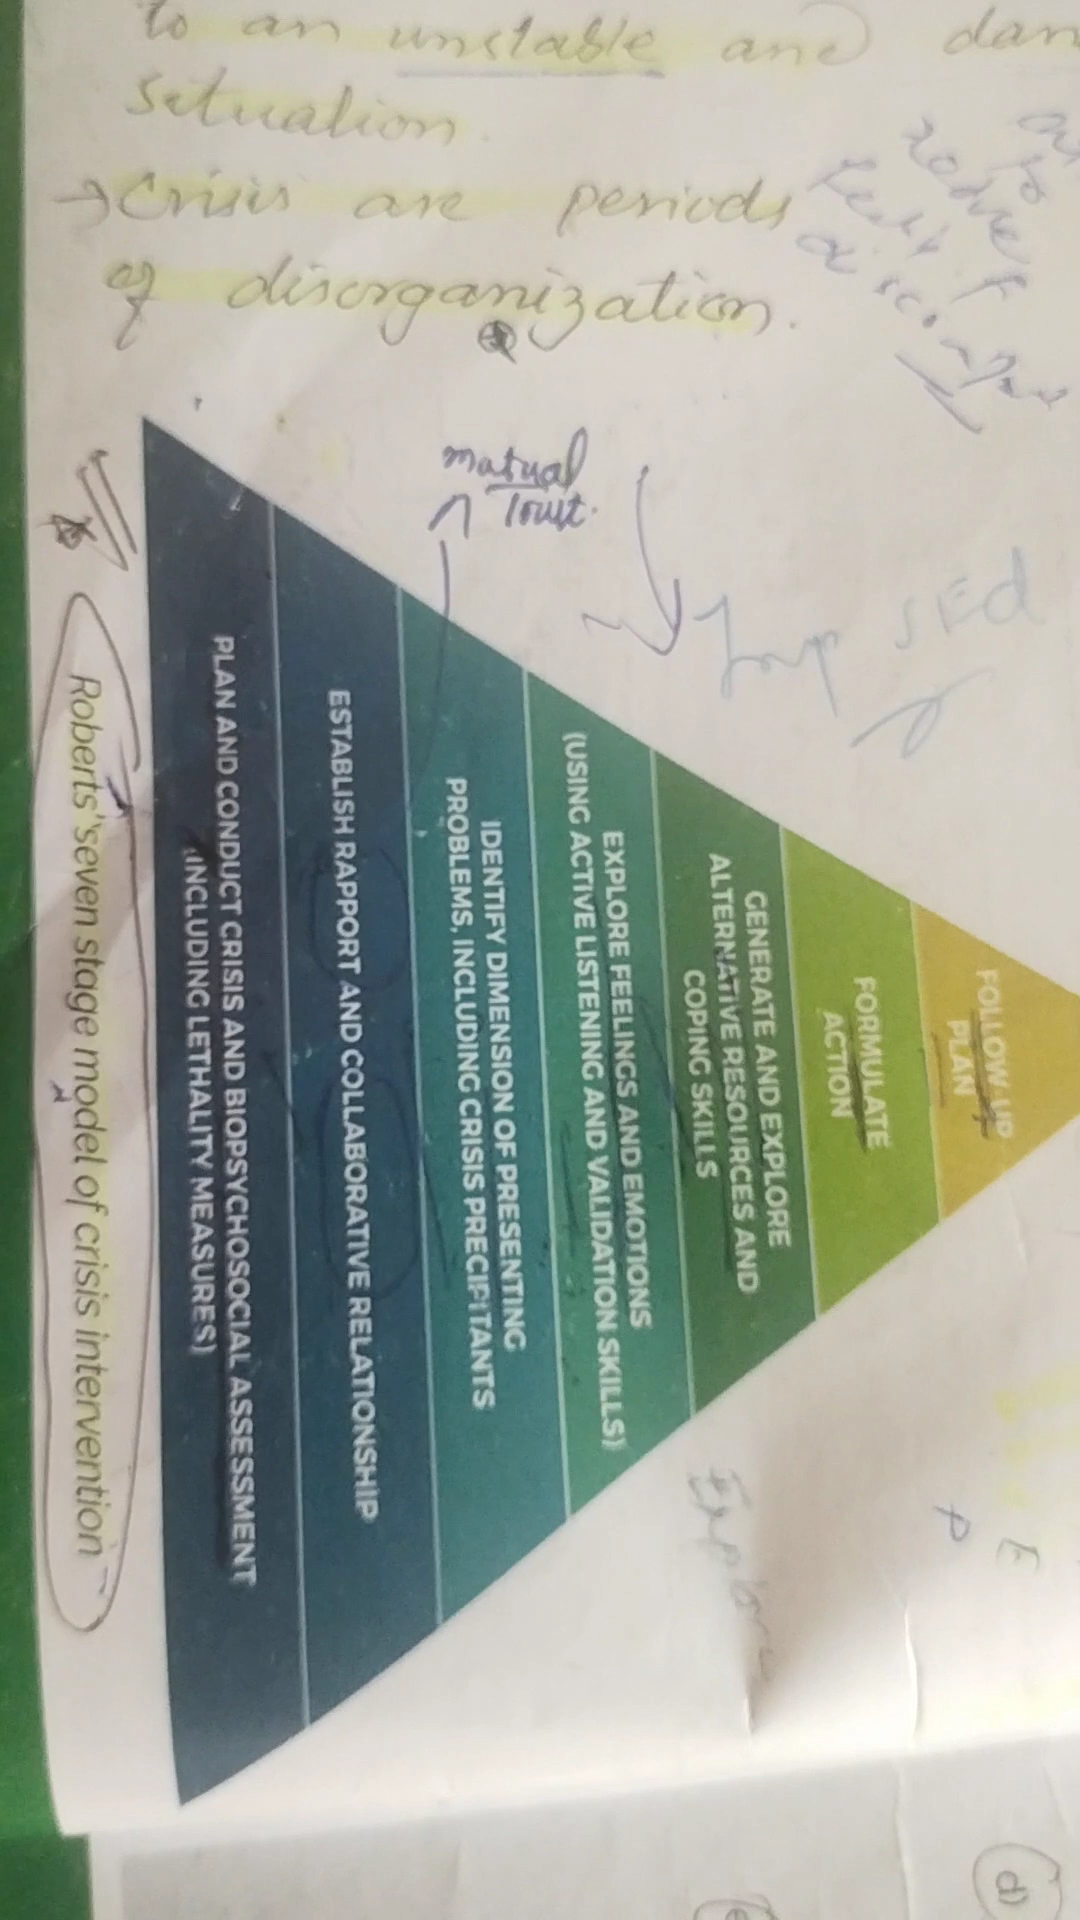 to an unstable and
situation.
→ Crisis are periods
of disorganization.
mutual
Trust.
Imp
FOLLOW-UP
PLAN
FORMULATE
ACTION
GENERATE AND EXPLORE
ALTERNATIVE RESOURCES AND
COPING SKILLS
EXPLORE FEELINGS AND EMOTIONS
(USING ACTIVE LISTENING AND VALIDATION SKILLS)
IDENTIFY DIMENSION OF PRESENTING
PROBLEMS, INCLUDING CRISIS PRECIPITANTS
ESTABLISH RAPPORT AND COLLABORATIVE RELATIONSHIP
PLAN AND CONDUCT CRISIS AND BIOPSYCHOSOCIAL ASSESSMENT
(INCLUDING LETHALITY MEASURES)
Roberts' seven stage model of crisis intervention
d)